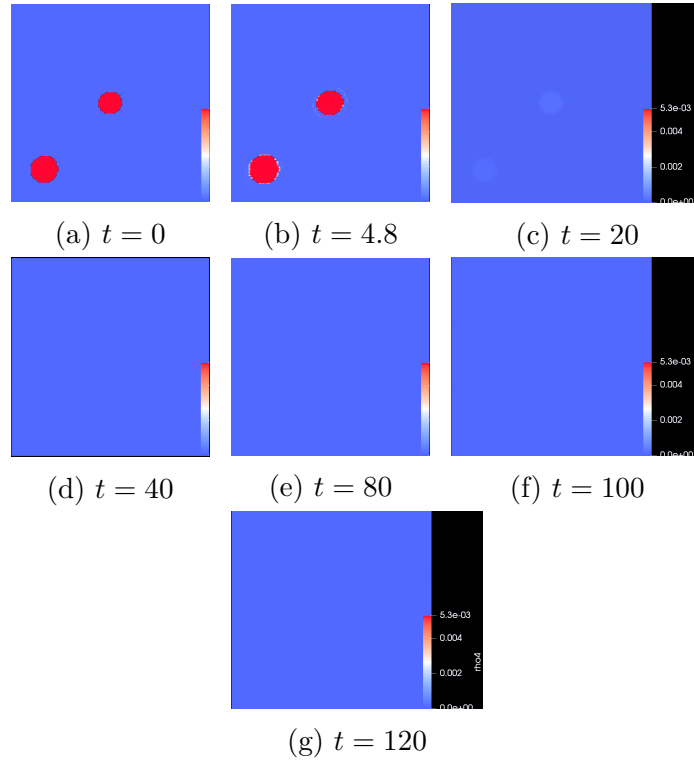 5.3e-03
0.004
0.002
0.0e+00
(a) t = 0
(b) t = 4.8
(c) t = 20
5.3e-03
0.004
0.002
0.0e+00
(d) t = 40
(e) t = 80
(f) t = 100
5.3e-03
0.004
0.002
0.0e+00
rho4
(g) t = 120